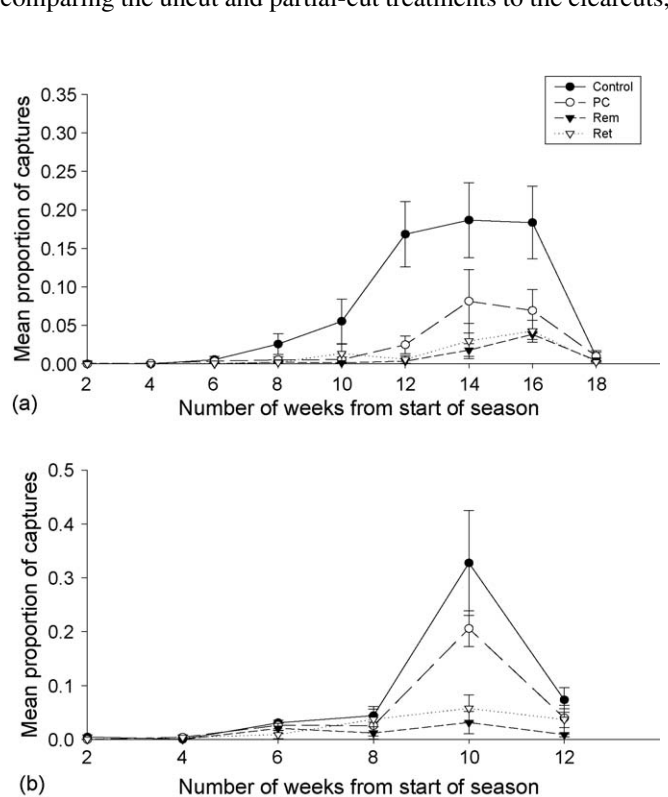 comparing the uncut and partial-cut treatments to the clearcuts,
Control
PC
Rem
Ret
0.35
0.30
0.25
0.20
0.15
0.10
0.05
0.00
Mean proportion of captures
2 4 6 8 10 12 14 16 18
(a) Number of weeks from start of season
0.5
0.4
0.3
0.2
0.1
0.0
Mean proportion of captures
2 4 6 8 10 12
(b) Number of weeks from start of season